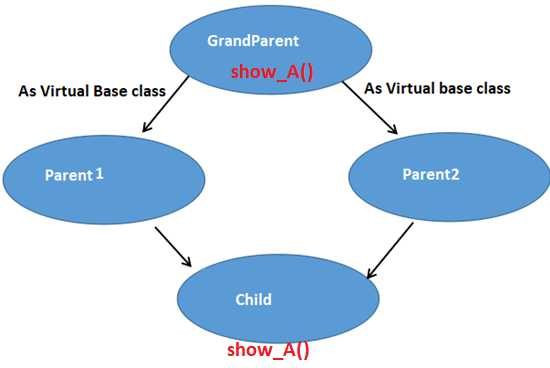 GrandParent
show_A()
As Virtual Base class
As Virtual base class
Parent 1
Parent2
Child
show_A()